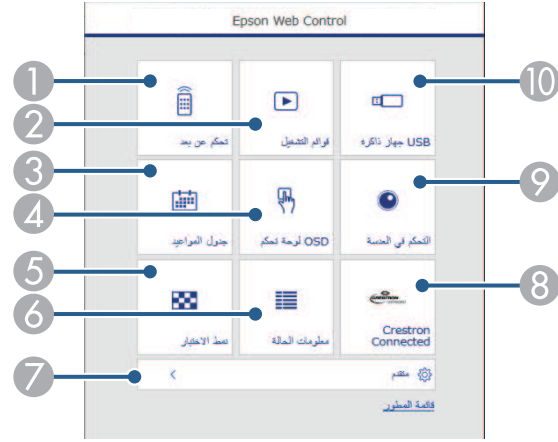 Epson Web Control
1
2
3
4
5
6
7
8
9
10
تحكم عن بعد
قوائم التشغيل
USB جهاز ذاكرة
جدول المواعيد
OSD لوحة تحكم
التحكم في العدسة
نمط الاختبار
معلومات الحالة
CRESTRON
Crestron
Connected
متقدم
قائمة المطور